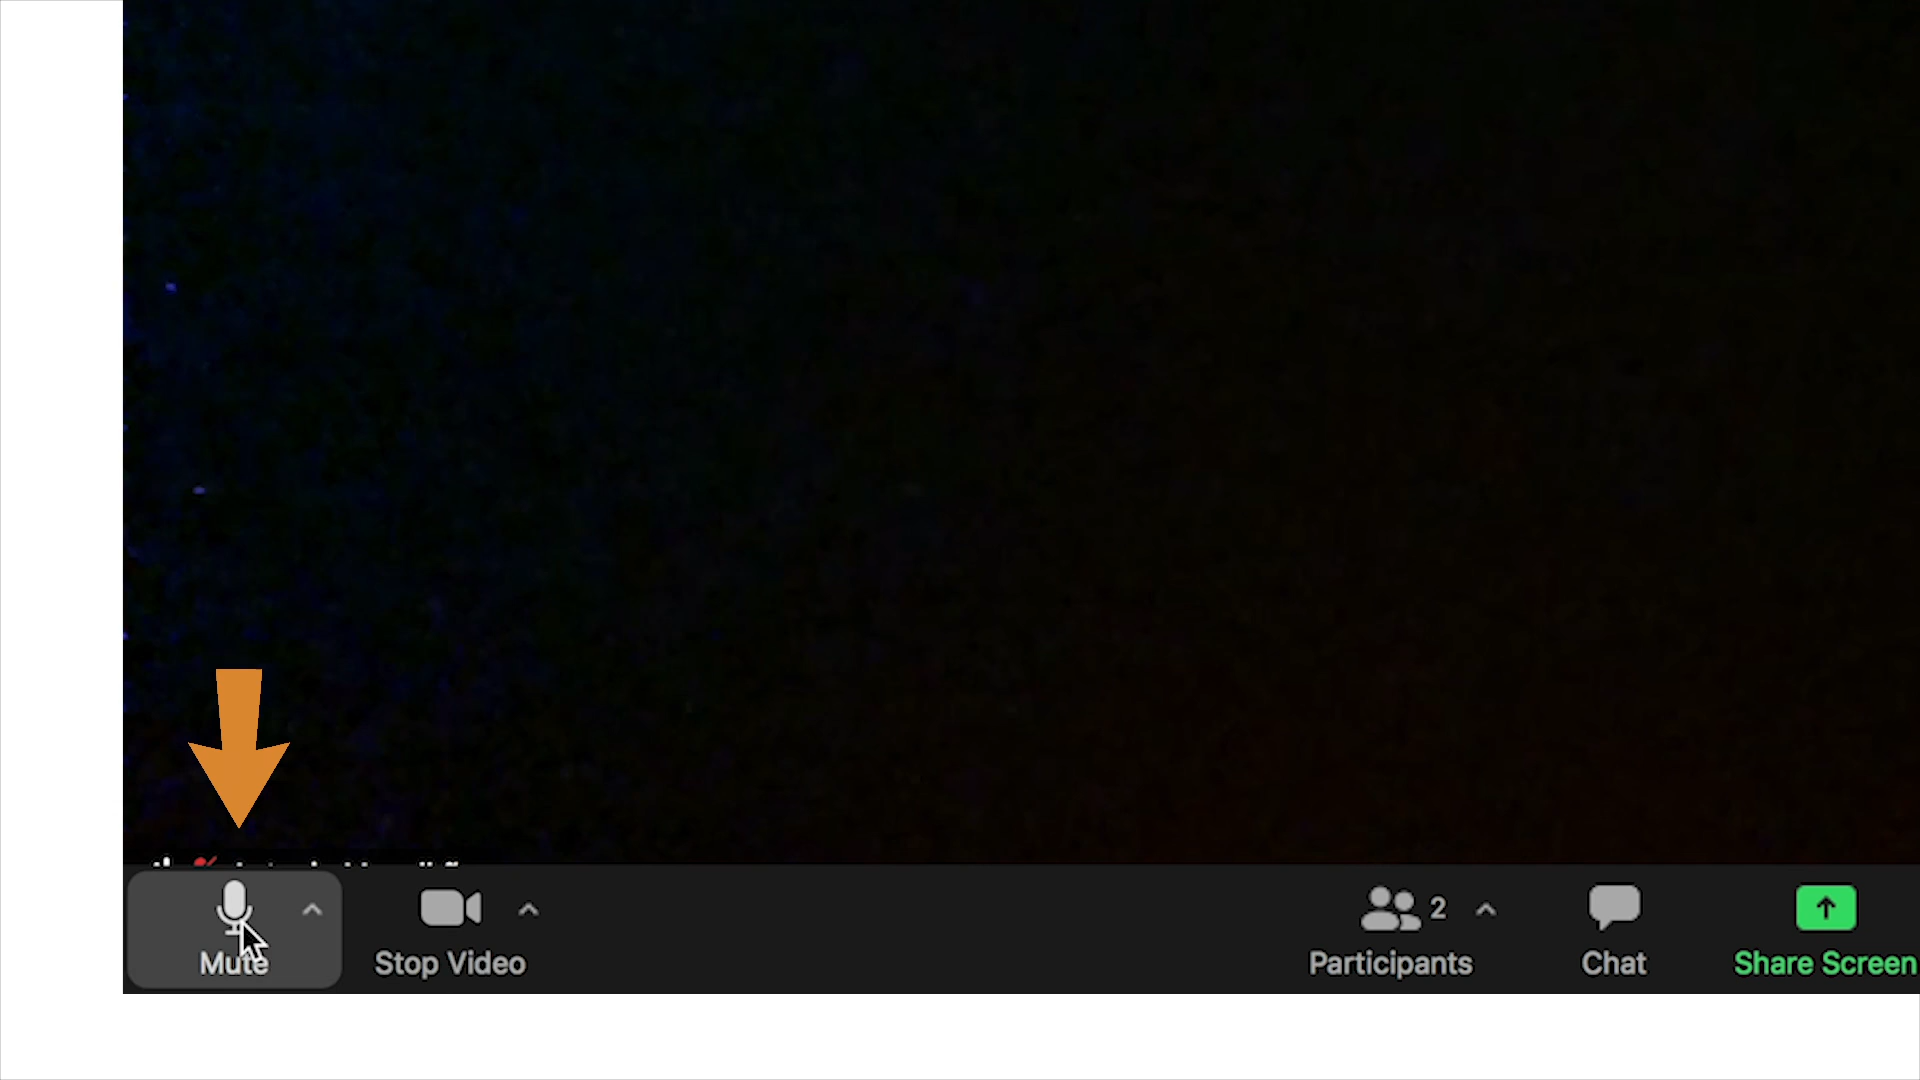 Mute
Stop Video
2
Participants
Chat
Share Screen